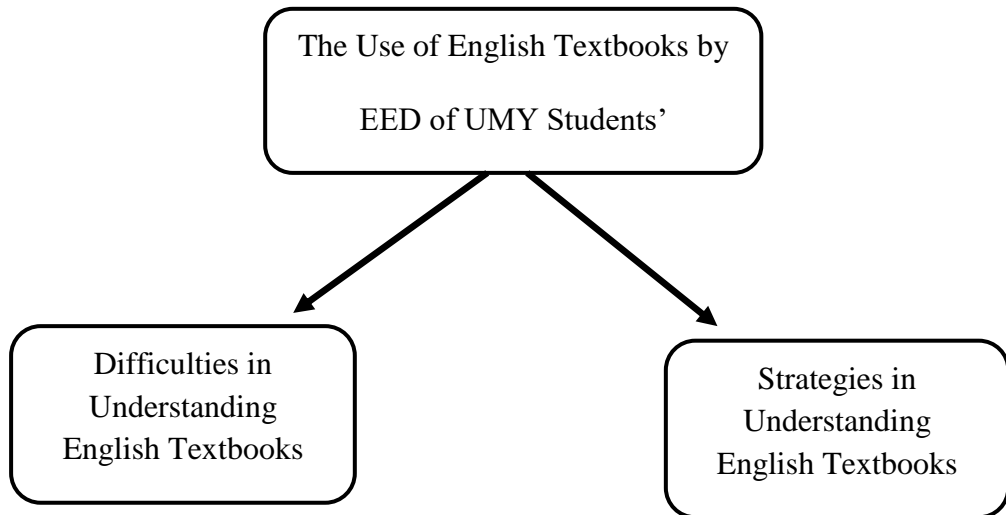 The Use of English Textbooks by
EED of UMY Students’
Difficulties in
Understanding
English Textbooks
Strategies in
Understanding
English Textbooks